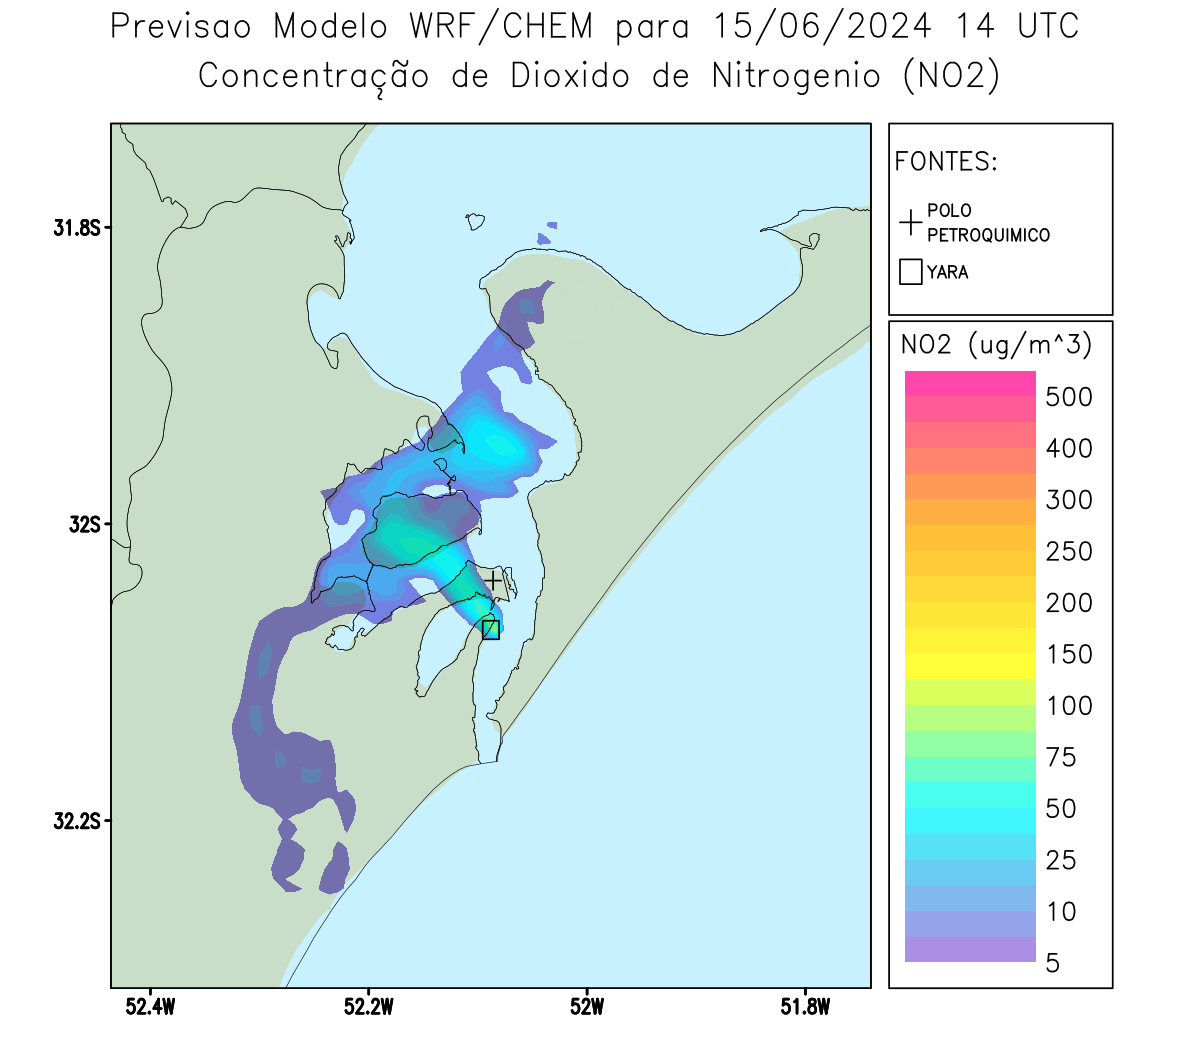 Previsao Modelo WRF/CHEM para 15/06/2024 14 UTC
Concentração de Dioxido de Nitrogenio (NO2)
FONTES:
POLO
PETROQUIMICO
YARA
NO2 (ug/m^3)
500
400
300
250
200
150
100
75
50
25
10
5
31.8S
32S
32.2S
52.4W
52.2W
52W
51.8W